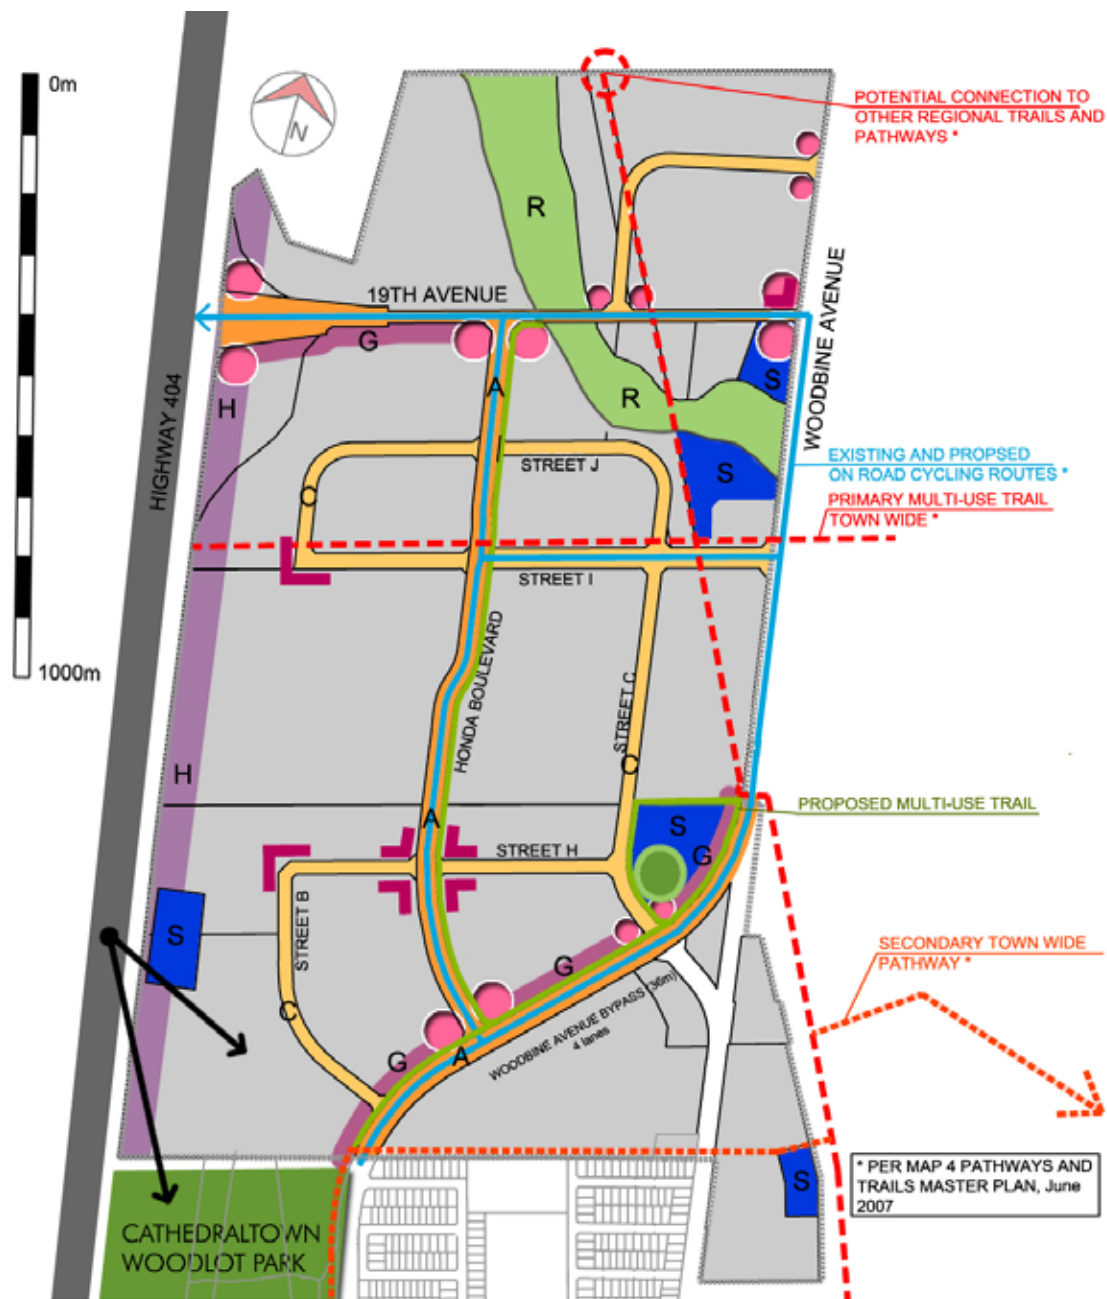 0m
N
POTENTIAL CONNECTION TO
OTHER REGIONAL TRAILS AND
PATHWAYS *
R
19TH AVENUE
WOODBINE AVENUE
G
A
S
H
R
HIGHWAY 404
EXISTING AND PROPSED
ON ROAD CYCLING ROUTES *
STREET J
S
C
PRIMARY MULTI-USE TRAIL
TOWN WIDE *
STREET I
1000m
HONDA BOULEVARD
STREET C
C
H
PROPOSED MULTI-USE TRAIL
A
S
STREET H
G
STREET B
S
SECONDARY TOWN WIDE
PATHWAY *
G
C
WOODBINE AVENUE BYPASS (36m)
4 lanes
G
A
S
* PER MAP 4 PATHWAYS AND
TRAILS MASTER PLAN, June
2007
CATHEDRALTOWN
WOODLOT PARK